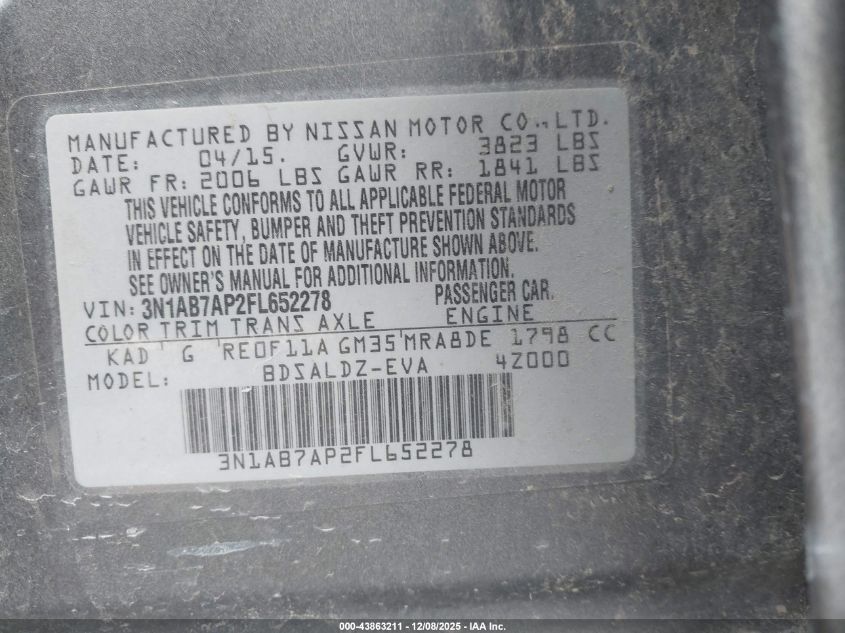 MANUFACTURED BY NISSAN MOTOR CO., LTD.
DATE: 04/15. GVWR: 3823 LBS
GAWR FR: 2006 LBS GAWR RR: 1841 LBS
THIS VEHICLE CONFORMS TO ALL APPLICABLE FEDERAL MOTOR
VEHICLE SAFETY, BUMPER AND THEFT PREVENTION STANDARDS
IN EFFECT ON THE DATE OF MANUFACTURE SHOWN ABOVE.
SEE OWNER'S MANUAL FOR ADDITIONAL INFORMATION.
VIN: 3N1AB7AP2FL652278 PASSENGER CAR.
COLOR TRIM TRANS AXLE ENGINE
KAD G RE0F11A GM35 MRA8DE 1798 CC
MODEL: BDSALDZ-EVA 4Z000
3N1AB7AP2FL652278
000-43863211 - 12/08/2025 - IAA Inc.